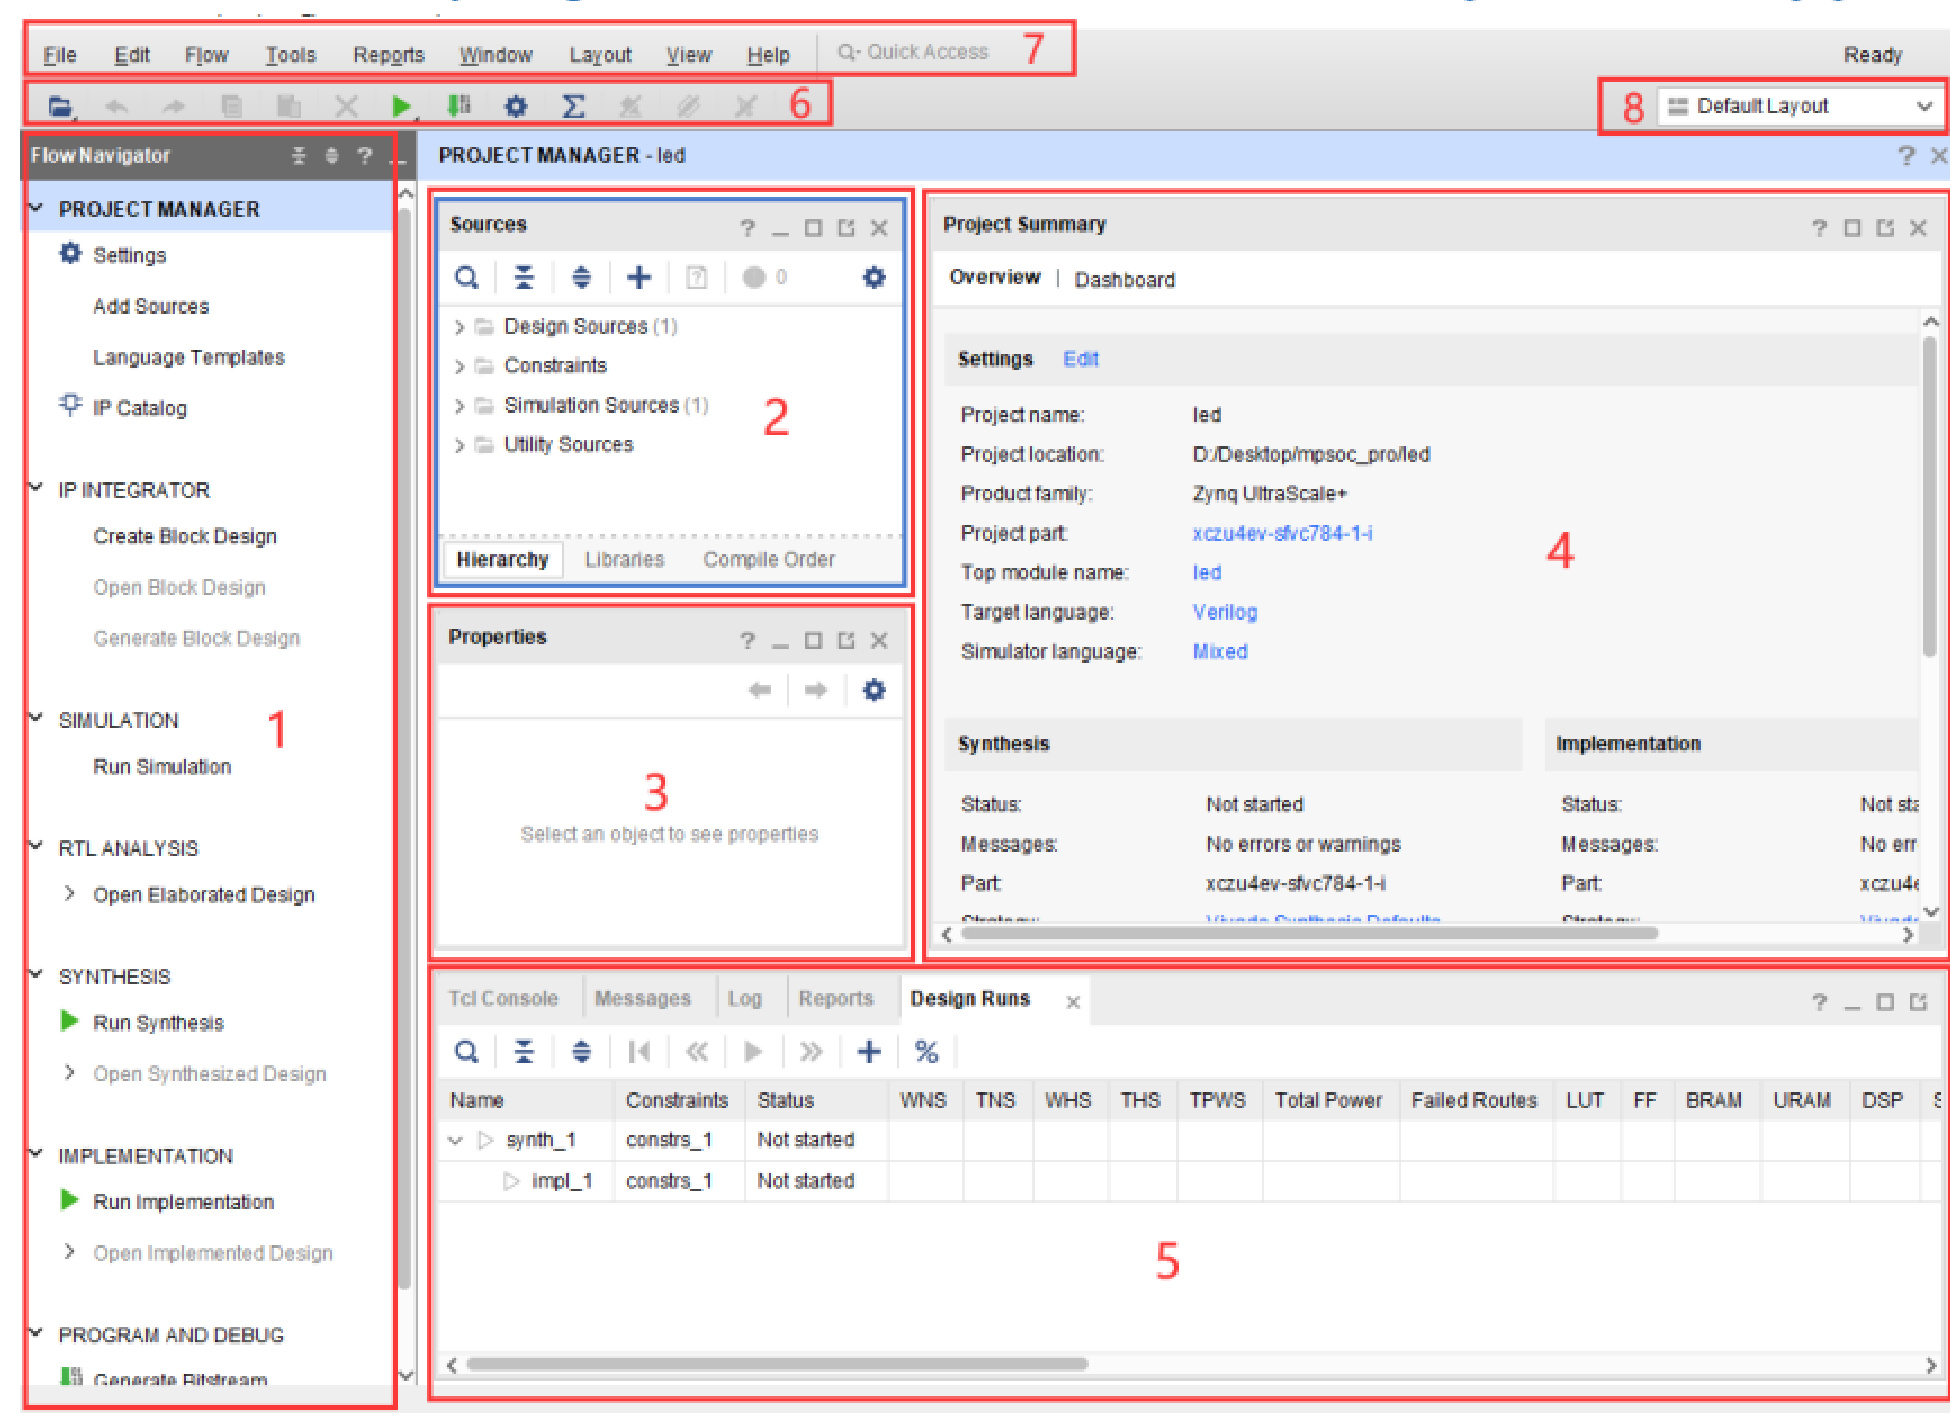 File Edit Flow Tools Reports Window Layout View Help Quick Access 7 Ready
6 8 Default Layout
Flow Navigator ? PROJECT MANAGER - led ?
PROJECT MANAGER
Settings
Add Sources
Language Templates
IP Catalog
IP INTEGRATOR
Create Block Design
Open Block Design
Generate Block Design
SIMULATION
1
Run Simulation
RTL ANALYSIS
Open Elaborated Design
SYNTHESIS
Run Synthesis
Open Synthesized Design
IMPLEMENTATION
Run Implementation
Open Implemented Design
PROGRAM AND DEBUG
Generate Bitstream
Sources ?
? 0
Design Sources (1)
Constraints
Simulation Sources (1)
2
Utility Sources
Hierarchy Libraries Compile Order
Properties ?
3
Select an object to see properties
Project Summary ?
Overview | Dashboard
Settings Edit
Project name: led
Project location: D:/Desktop/mpsoc_pro/led
Product family: Zynq UltraScale+
Project part: xczu4ev-sfvc784-1-i
4
Top module name: led
Target language: Verilog
Simulator language: Mixed
Synthesis Implementation
Status: Not started Status: Not sta
Messages: No errors or warnings Messages: No err
Part: xczu4ev-sfvc784-1-i Part: xczu4e
Strategy: Vivado Synthesis Defaults Strategy: Vivado
Tcl Console Messages Log Reports Design Runs ?
%
Name Constraints Status WNS TNS WHS THS TPWS Total Power Failed Routes LUT FF BRAM URAM DSP S
synth_1 constrs_1 Not started
impl_1 constrs_1 Not started
5